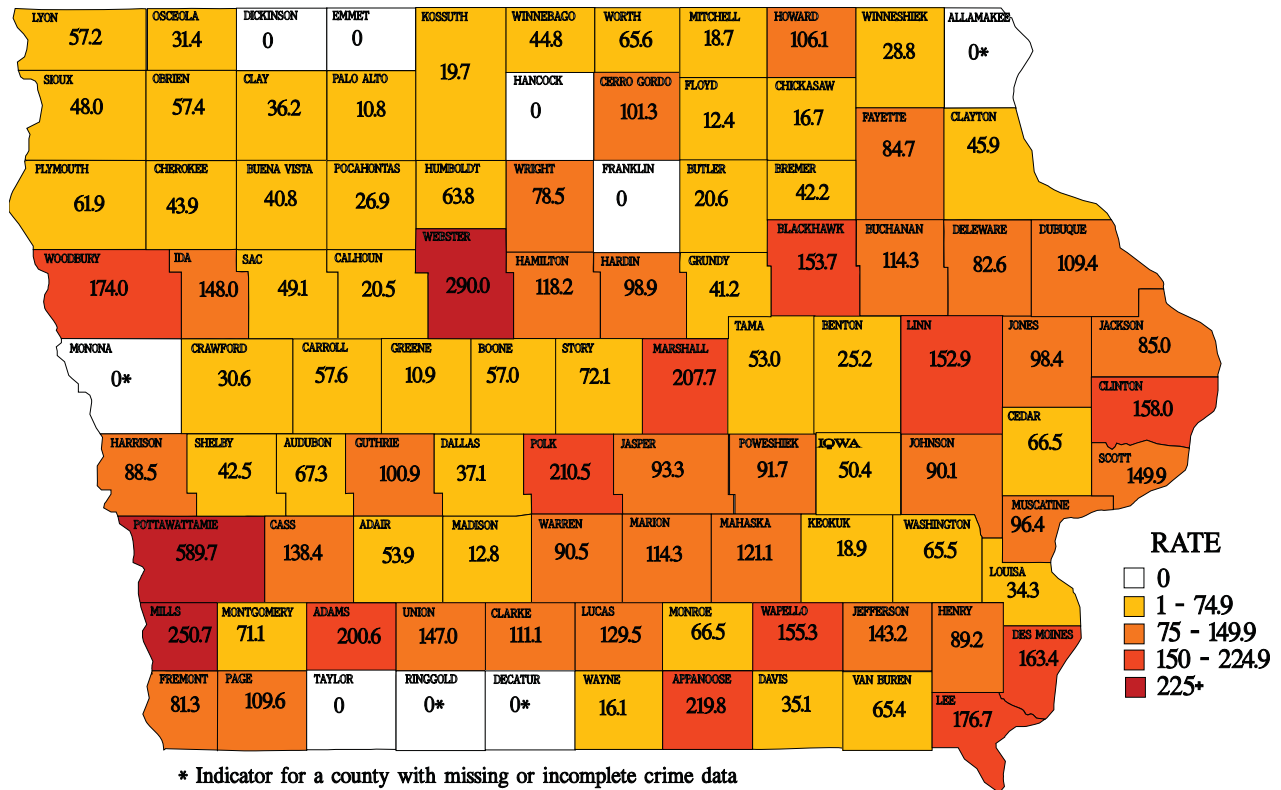 LYON
57.2
OSCEOLA
31.4
DICKINSON
0
EMMET
0
KOSSUTH
19.7
WINNEBAGO
44.8
WORTH
65.6
MITCHELL
18.7
HOWARD
106.1
WINNESHIEK
28.8
ALLAMAKEE
0*
SIOUX
48.0
OBRIEN
57.4
CLAY
36.2
PALO ALTO
10.8
HANCOCK
0
CERRO GORDO
101.3
FLOYD
12.4
CHICKASAW
16.7
FAYETTE
84.7
CLAYTON
45.9
PLYMOUTH
61.9
CHEROKEE
43.9
BUENA VISTA
40.8
POCAHONTAS
26.9
HUMBOLDT
63.8
WRIGHT
78.5
FRANKLIN
0
BUTLER
20.6
BREMER
42.2
WOODBURY
174.0
IDA
148.0
SAC
49.1
CALHOUN
20.5
WEBSTER
290.0
HAMILTON
118.2
HARDIN
98.9
GRUNDY
41.2
BLACKHAWK
153.7
BUCHANAN
114.3
DELEWARE
82.6
DUBUQUE
109.4
MONONA
0*
CRAWFORD
30.6
CARROLL
57.6
GREENE
10.9
BOONE
57.0
STORY
72.1
MARSHALL
207.7
TAMA
53.0
BENTON
25.2
LINN
152.9
JONES
98.4
JACKSON
85.0
CLINTON
158.0
CEDAR
66.5
HARRISON
88.5
SHELBY
42.5
AUDUBON
67.3
GUTHRIE
100.9
DALLAS
37.1
POLK
210.5
JASPER
93.3
POWESHIEK
91.7
IOWA
50.4
JOHNSON
90.1
SCOTT
149.9
MUSCATINE
96.4
POTTAWATTAMIE
589.7
CASS
138.4
ADAIR
53.9
MADISON
12.8
WARREN
90.5
MARION
114.3
MAHASKA
121.1
KEOKUK
18.9
WASHINGTON
65.5
LOUISA
34.3
MILLS
250.7
MONTGOMERY
71.1
ADAMS
200.6
UNION
147.0
CLARKE
111.1
LUCAS
129.5
MONROE
66.5
WAPELLO
155.3
JEFFERSON
143.2
HENRY
89.2
DES MOINES
163.4
FREMONT
81.3
PAGE
109.6
TAYLOR
0
RINGGOLD
0*
DECATUR
0*
WAYNE
16.1
APPANOOSE
219.8
DAVIS
35.1
VAN BUREN
65.4
LEE
176.7
RATE
0
1 - 74.9
75 - 149.9
150 - 224.9
225+
* Indicator for a county with missing or incomplete crime data